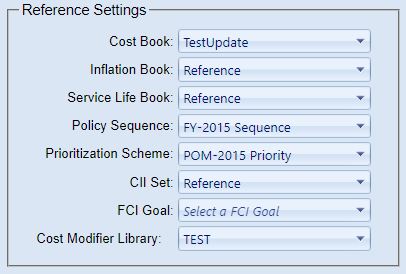 Reference Settings
Cost Book: TestUpdate
Inflation Book: Reference
Service Life Book: Reference
Policy Sequence: FY-2015 Sequence
Prioritization Scheme: POM-2015 Priority
CII Set: Reference
FCI Goal: Select a FCI Goal
Cost Modifier Library: TEST